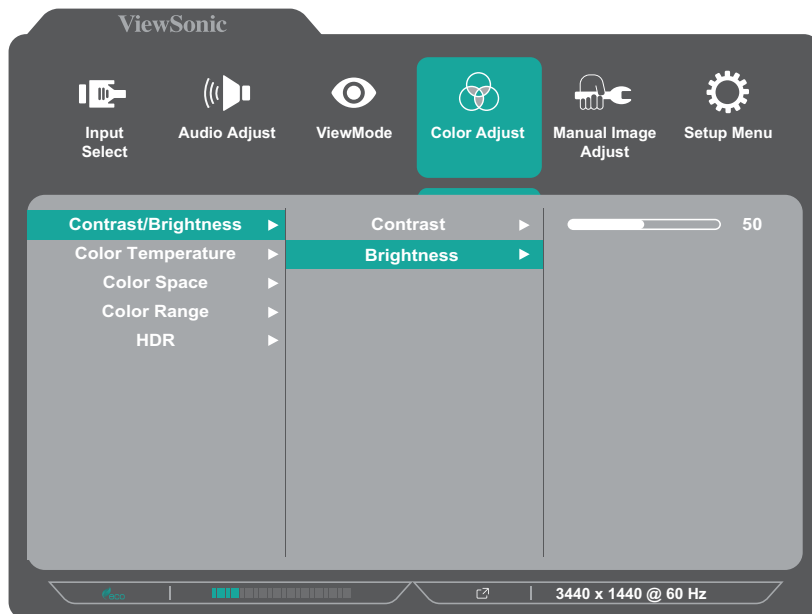 ViewSonic
Input
Select
Audio Adjust
ViewMode
Color Adjust
Manual Image
Adjust
Setup Menu
Contrast/Brightness
Contrast
50
Color Temperature
Brightness
Color Space
Color Range
HDR
eco
3440 x 1440 @ 60 Hz